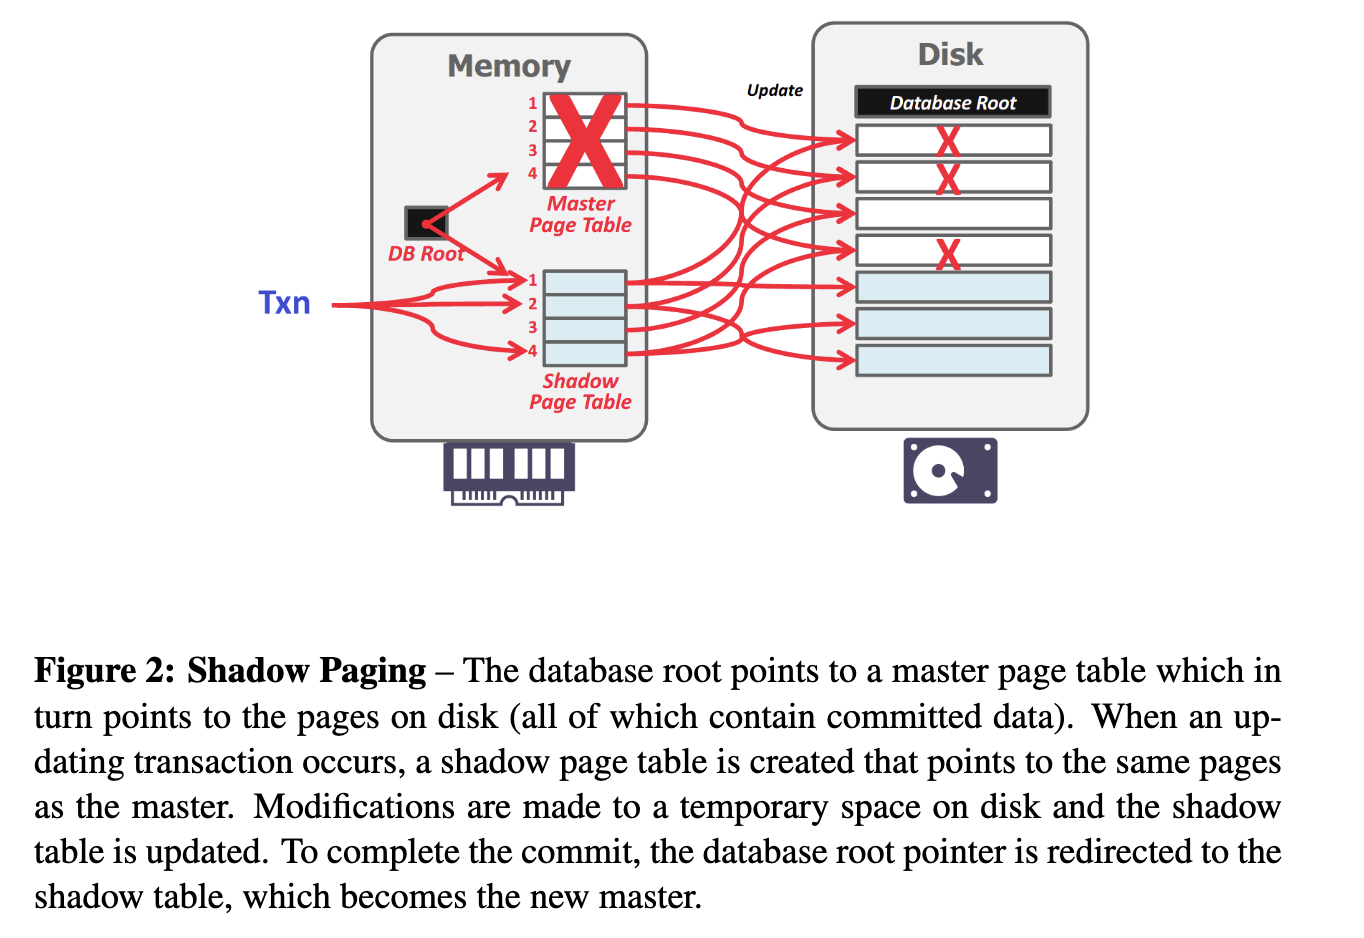 Memory
Disk
Update
Database Root
1
2
3
4
X
X
X
X
Master
Page Table
DB Root
Txn
1
2
3
4
Shadow
Page Table
Figure 2: Shadow Paging – The database root points to a master page table which in
turn points to the pages on disk (all of which contain committed data). When an up-
dating transaction occurs, a shadow page table is created that points to the same pages
as the master. Modifications are made to a temporary space on disk and the shadow
table is updated. To complete the commit, the database root pointer is redirected to the
shadow table, which becomes the new master.